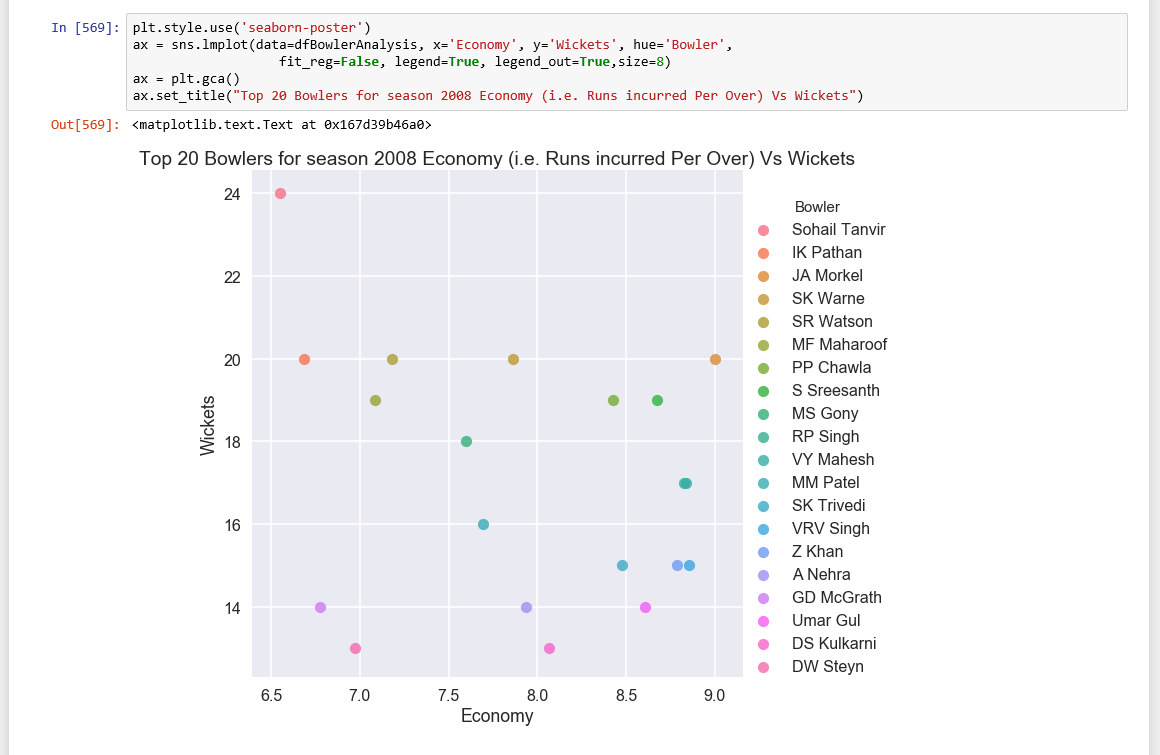 In [569]: plt.style.use('seaborn-poster')
ax = sns.lmplot(data=dfBowlerAnalysis, x='Economy', y='Wickets', hue='Bowler',
fit_reg=False, legend=True, legend_out=True,size=8)
ax = plt.gca()
ax.set_title("Top 20 Bowlers for season 2008 Economy (i.e. Runs incurred Per Over) Vs Wickets")
Out[569]: <matplotlib.text.Text at 0x167d39b46a0>
Top 20 Bowlers for season 2008 Economy (i.e. Runs incurred Per Over) Vs Wickets
24
22
20
18
16
14
Wickets
6.5 7.0 7.5 8.0 8.5 9.0
Economy
Bowler
Sohail Tanvir
IK Pathan
JA Morkel
SK Warne
SR Watson
MF Maharoof
PP Chawla
S Sreesanth
MS Gony
RP Singh
VY Mahesh
MM Patel
SK Trivedi
VRV Singh
Z Khan
A Nehra
GD McGrath
Umar Gul
DS Kulkarni
DW Steyn